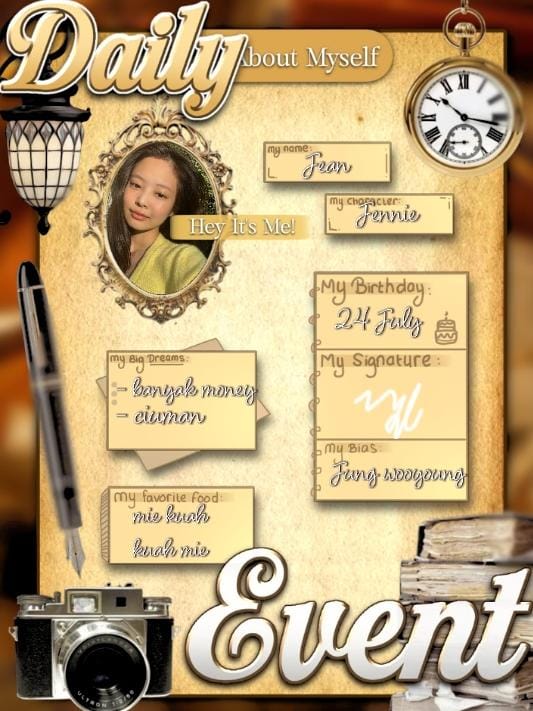 Daily
About Myself
my name:
Jean
My Character:
Jennie
Hey It's Me!
My Birthday:
24 July
My Signature :
My Bias:
Jung wooyoung
My Big Dreams:
- banyak money
- ciuman
My favorite food:
mie kuah
kuah mie
Event
ULTRON